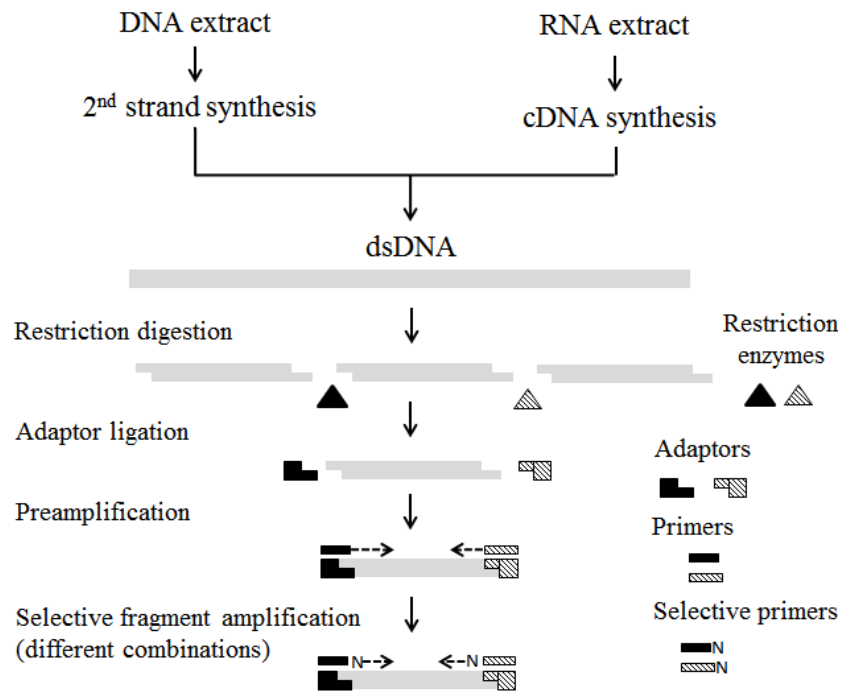 DNA extract
RNA extract
2nd strand synthesis
cDNA synthesis
dsDNA
Restriction digestion
Restriction
enzymes
Adaptor ligation
Adaptors
Preamplification
Primers
Selective fragment amplification
(different combinations)
Selective primers
N
N
N
N